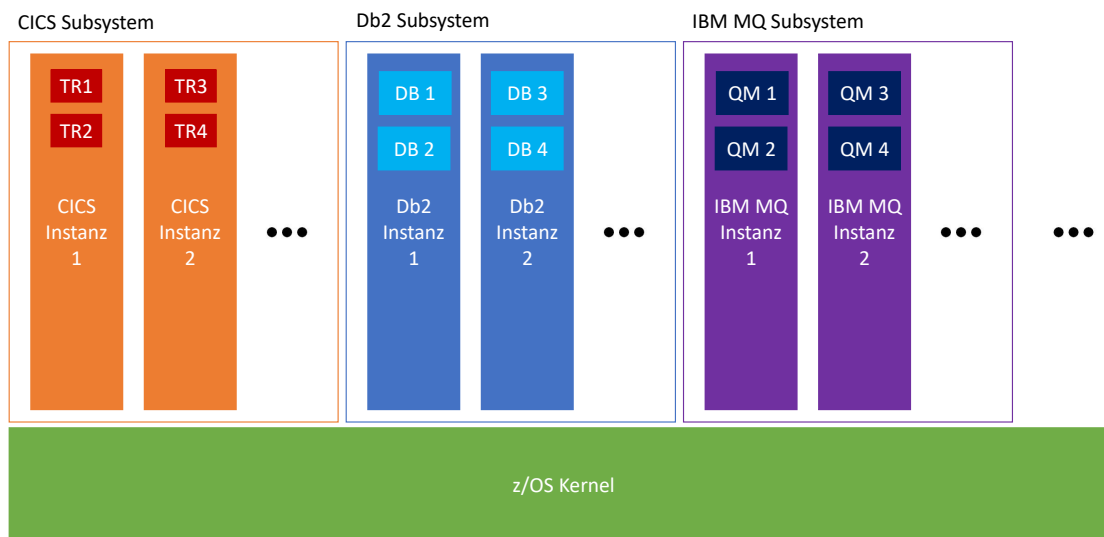 CICS Subsystem
Db2 Subsystem
IBM MQ Subsystem
TR1
TR3
DB 1
DB 3
QM 1
QM 3
TR2
TR4
DB 2
DB 4
QM 2
QM 4
CICS
Instanz
1
CICS
Instanz
2
Db2
Instanz
1
Db2
Instanz
2
IBM MQ
Instanz
1
IBM MQ
Instanz
2
z/OS Kernel